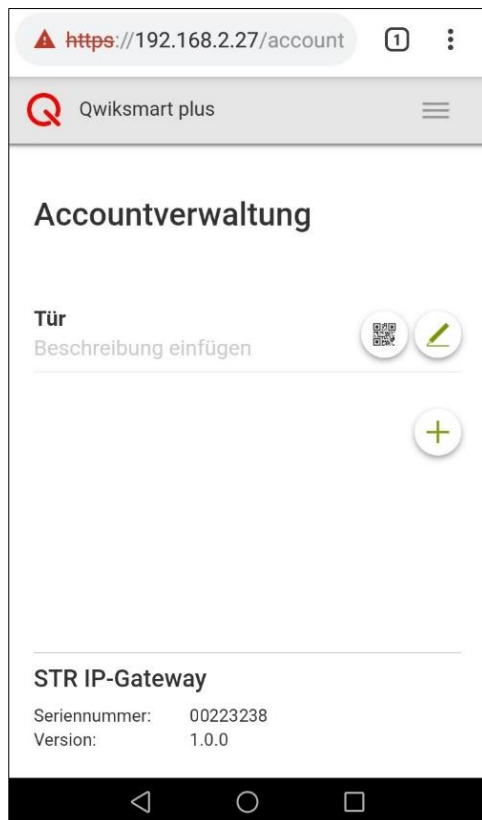 https://192.168.2.27/account 1
Qwiksmart plus
Accountverwaltung
Tür
Beschreibung einfügen
STR IP-Gateway
Seriennummer: 00223238
Version: 1.0.0